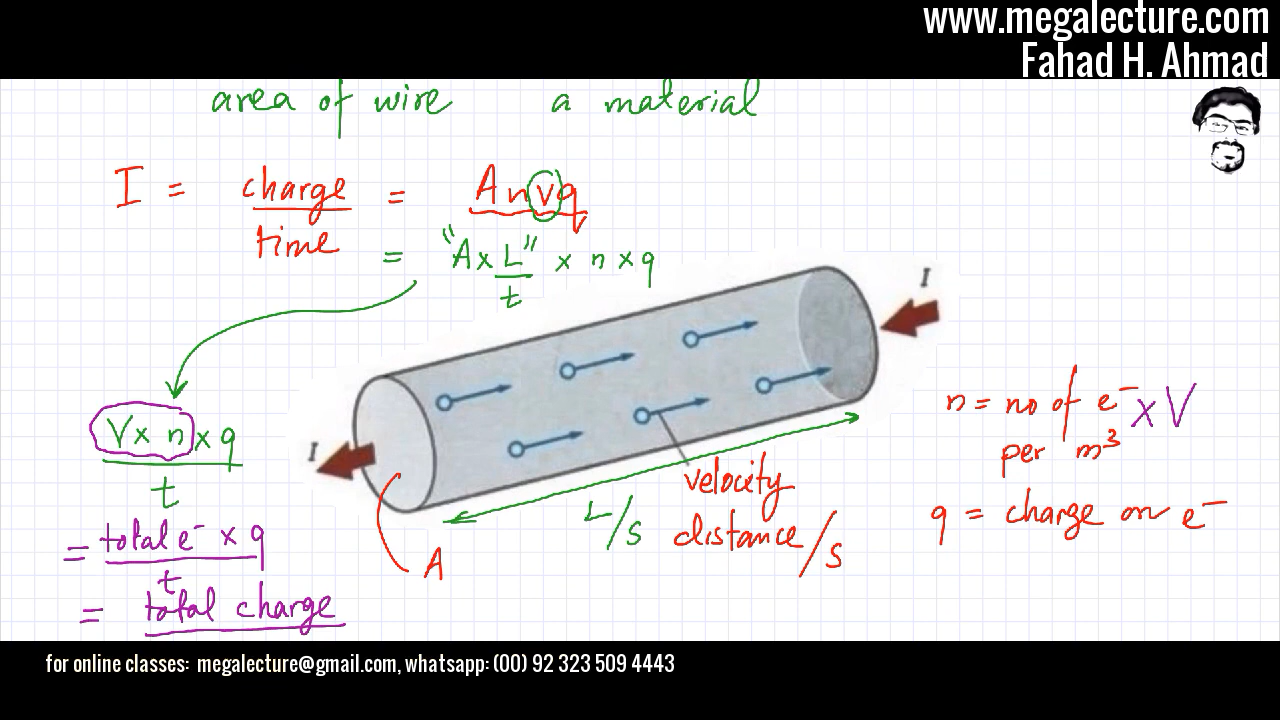 www.megalecture.com
Fahad H. Ahmad
area of wire a material
I = charge / time = A n v q
= "A x L" / t x n x q
I
V x n x q / t
n = no of e⁻ x V
per m³
I
velocity
L/s
distance/s
q = charge on e⁻
A
= total e⁻ x q / t
= total charge
for online classes: megalecture@gmail.com, whatsapp: (00) 92 323 509 4443